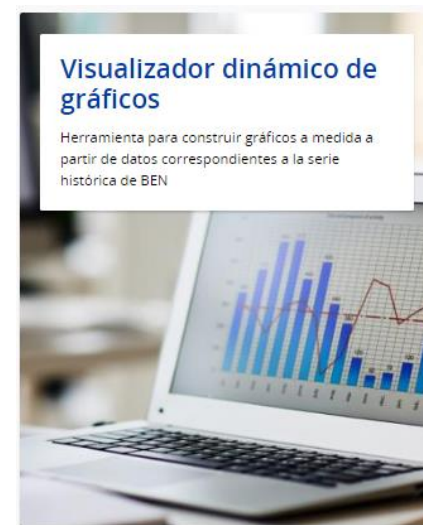 Visualizador dinámico de
gráficos
Herramienta para construir gráficos a medida a
partir de datos correspondientes a la serie
histórica de BEN